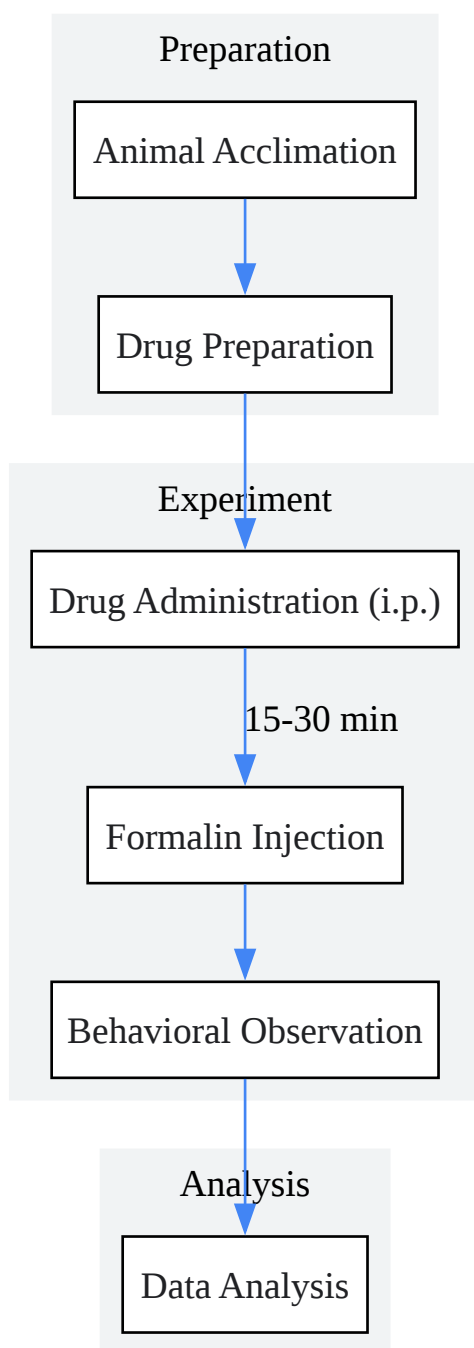 Preparation
Animal Acclimation
Drug Preparation
Experiment
Drug Administration (i.p.)
15-30 min
Formalin Injection
Behavioral Observation
Analysis
Data Analysis